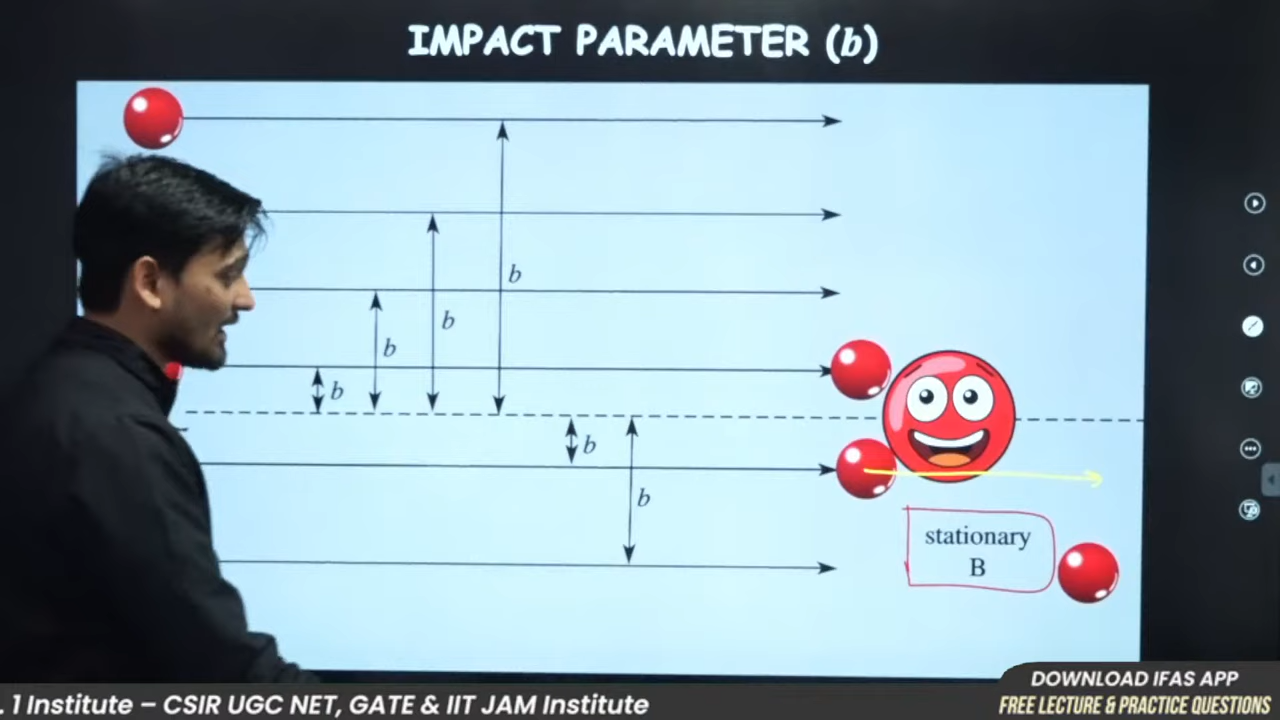 IMPACT PARAMETER (b)
b
b
b
b
b
b
stationary
B
DOWNLOAD IFAS APP
. 1 Institute – CSIR UGC NET, GATE & IIT JAM Institute
FREE LECTURE & PRACTICE QUESTIONS